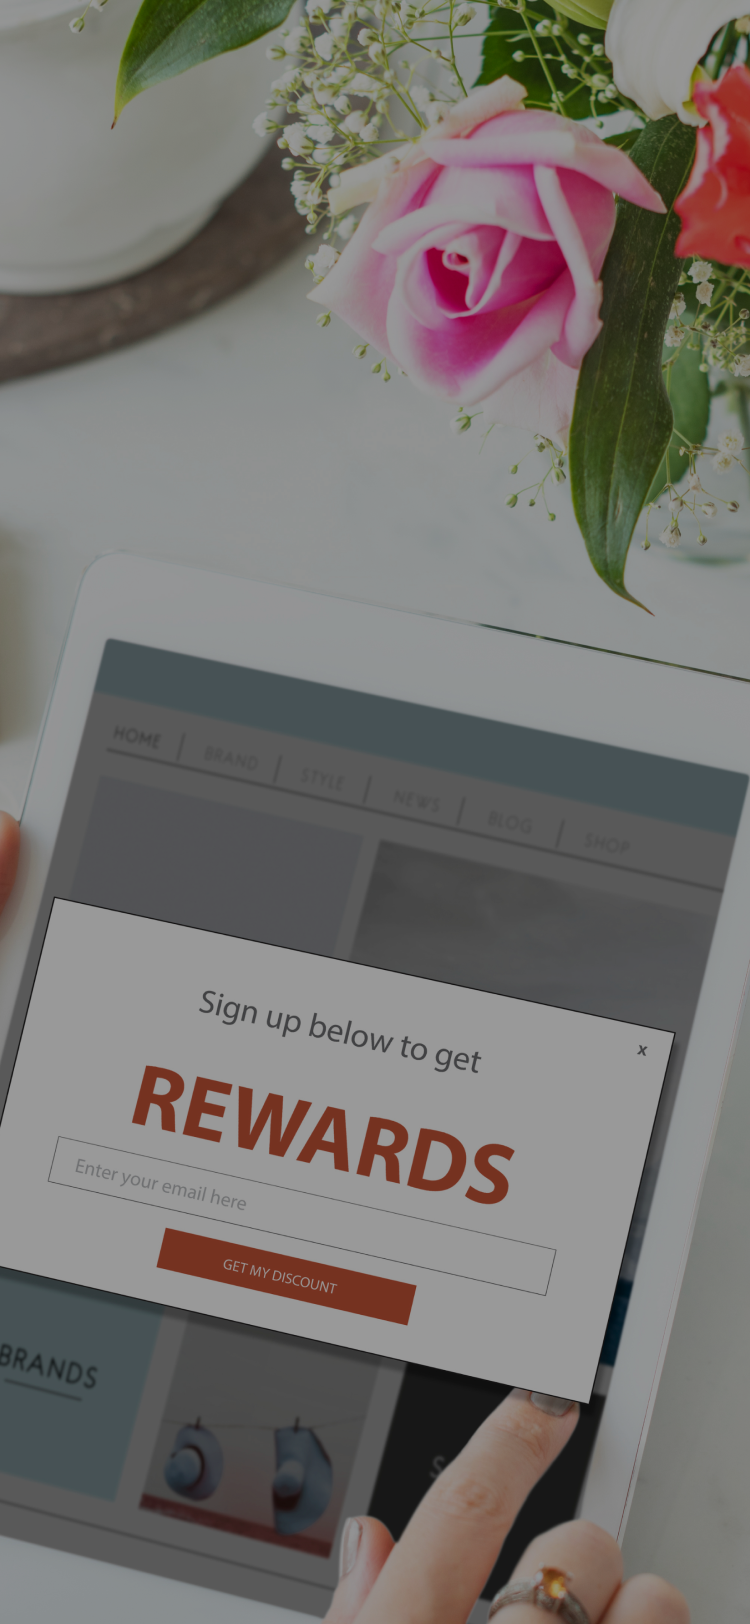 HOME | BRAND | STYLE | NEWS | BLOG | SHOP
x
Sign up below to get
REWARDS
Enter your email here
GET MY DISCOUNT
BRANDS